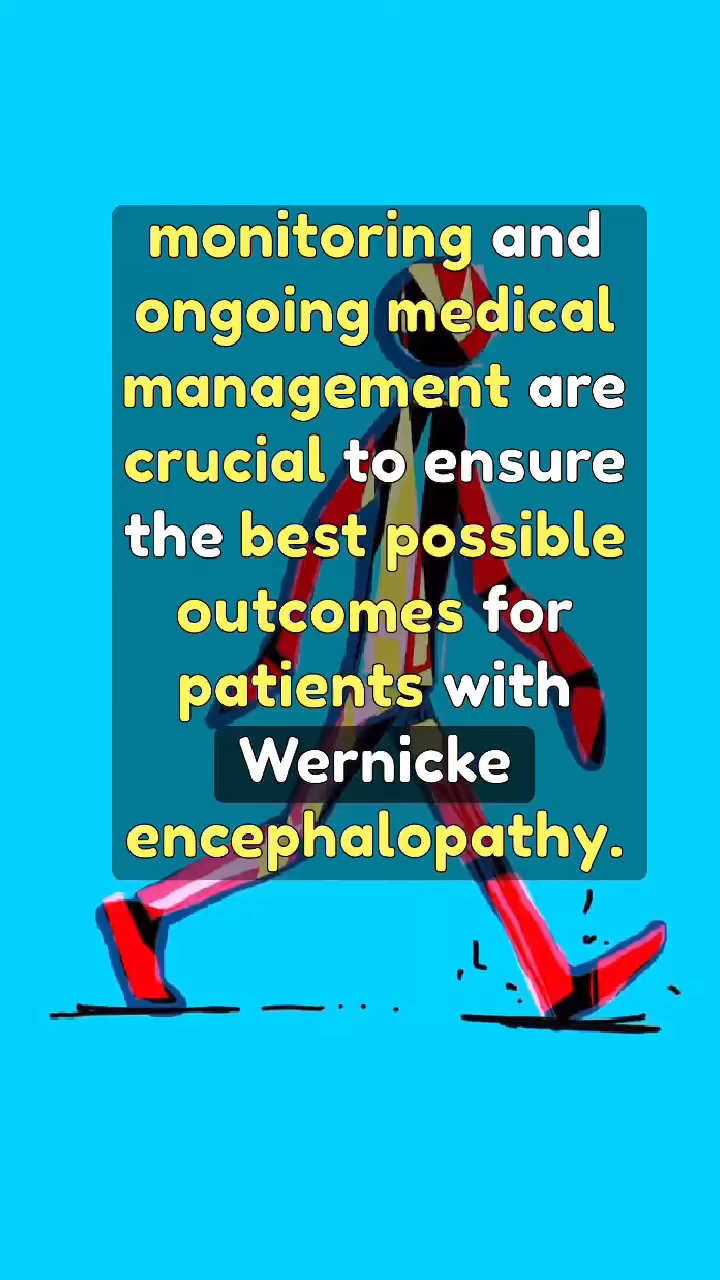 monitoring and
ongoing medical
management are
crucial to ensure
the best possible
outcomes for
patients with
Wernicke
encephalopathy.